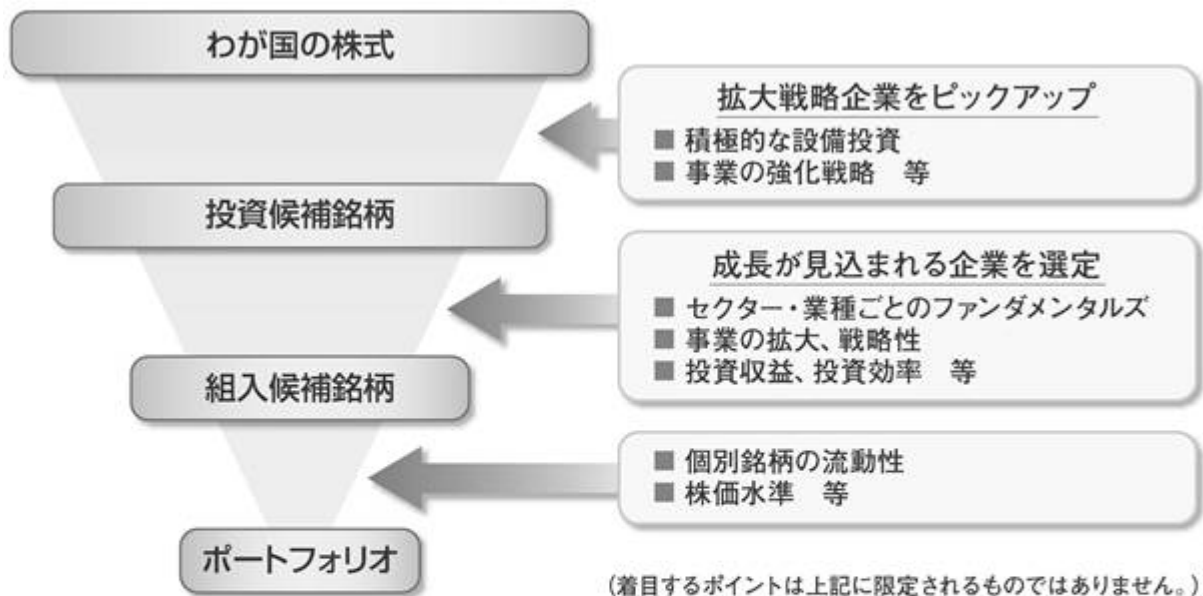 わが国の株式
拡大戦略企業をピックアップ
■ 積極的な設備投資
■ 事業の強化戦略　等
投資候補銘柄
成長が見込まれる企業を選定
■ セクター・業種ごとのファンダメンタルズ
■ 事業の拡大、戦略性
■ 投資収益、投資効率　等
組入候補銘柄
■ 個別銘柄の流動性
■ 株価水準　等
ポートフォリオ
(着目するポイントは上記に限定されるものではありません。)